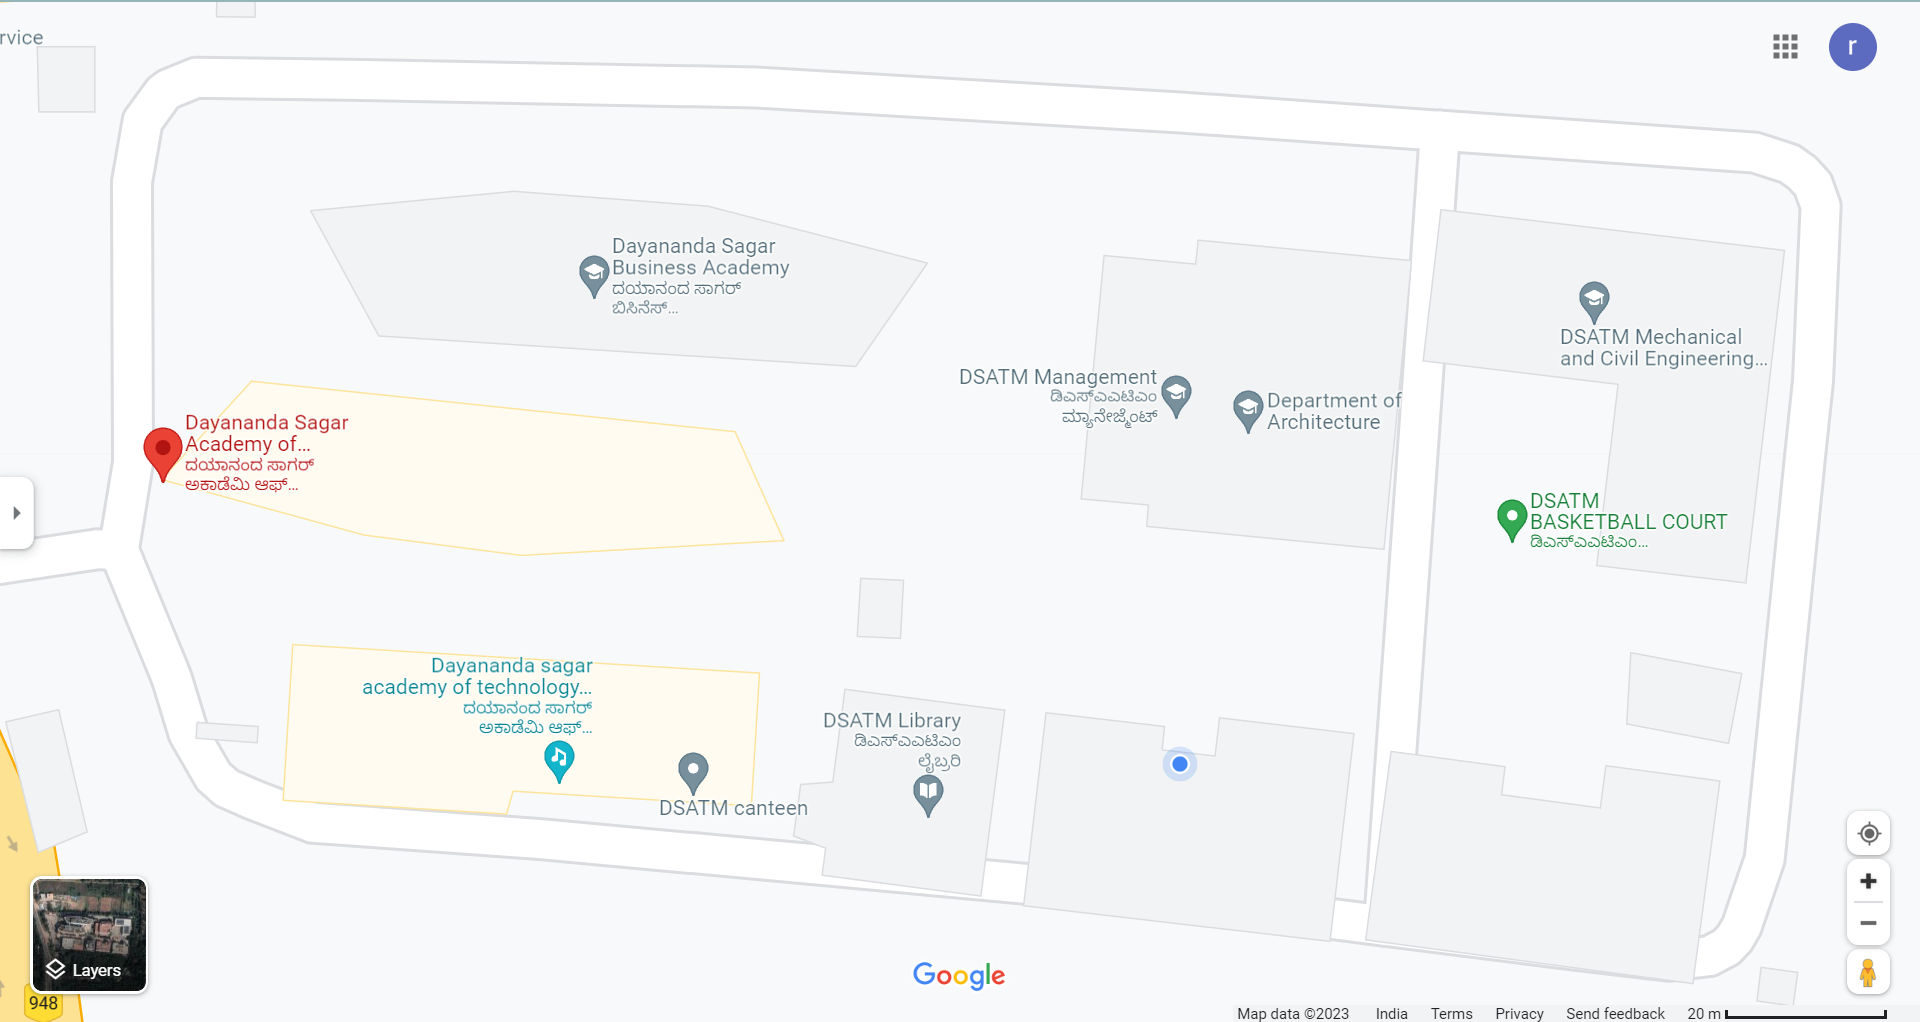 rvice
r
Dayananda Sagar
Business Academy
ದಯಾನಂದ ಸಾಗರ್
ಬಿಸಿನೆಸ್...
DSATM Mechanical
and Civil Engineering...
DSATM Management
ಡಿಎಸ್ಎಎಟಿಎಂ
ಮ್ಯಾನೇಜ್ಮೆಂಟ್
Department of
Architecture
Dayananda Sagar
Academy of...
ದಯಾನಂದ ಸಾಗರ್
ಅಕಾಡೆಮಿ ಆಫ್...
DSATM
BASKETBALL COURT
ಡಿಎಸ್ಎಎಟಿಎಂ...
Dayananda sagar
academy of technology...
ದಯಾನಂದ ಸಾಗರ್
ಅಕಾಡೆಮಿ ಆಫ್...
DSATM canteen
DSATM Library
ಡಿಎಸ್ಎಎಟಿಎಂ
ಲೈಬ್ರರಿ
Layers
948
Google
Map data ©2023 India Terms Privacy Send feedback 20 m